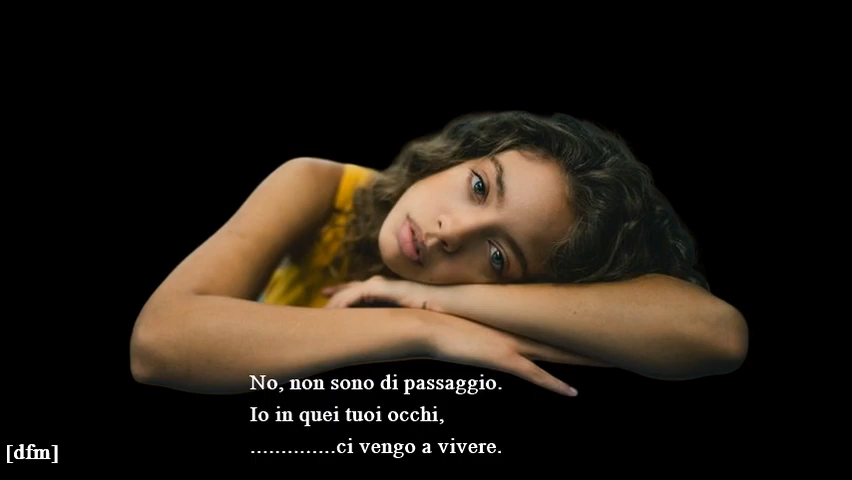 No, non sono di passaggio.
Io in quei tuoi occhi,
..............ci vengo a vivere.
[dfm]